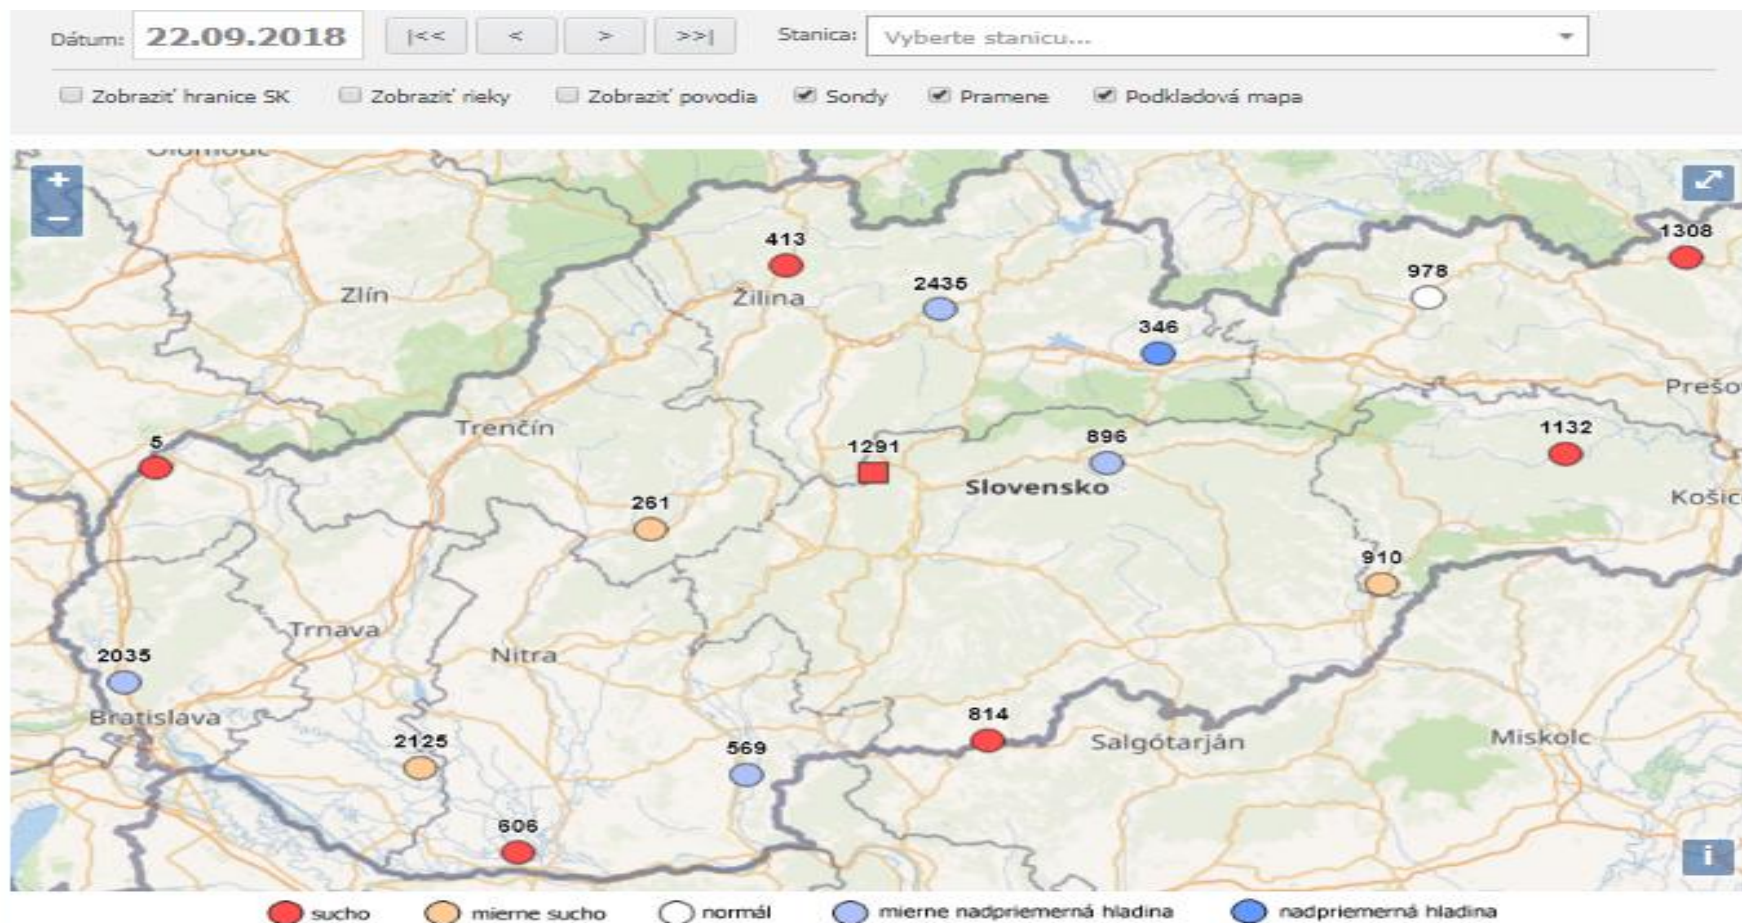 Dátum: 22.09.2018 |<< < > >>| Stanica: Vyberte stanicu...
Zobraziť hranice SK Zobraziť rieky Zobraziť povodia Sondy Pramene Podkladová mapa
Olomouc
+
−
1308
413
978
2435
Zlín
Žilina
346
Prešo
Trenčín
1132
5
1291
896
Slovensko
Košic
261
910
Trnava
Nitra
2035
Bratislava
814
Miskolc
2125
Salgótarján
569
606
i
sucho mierne sucho normál mierne nadpriemerná hladina nadpriemerná hladina